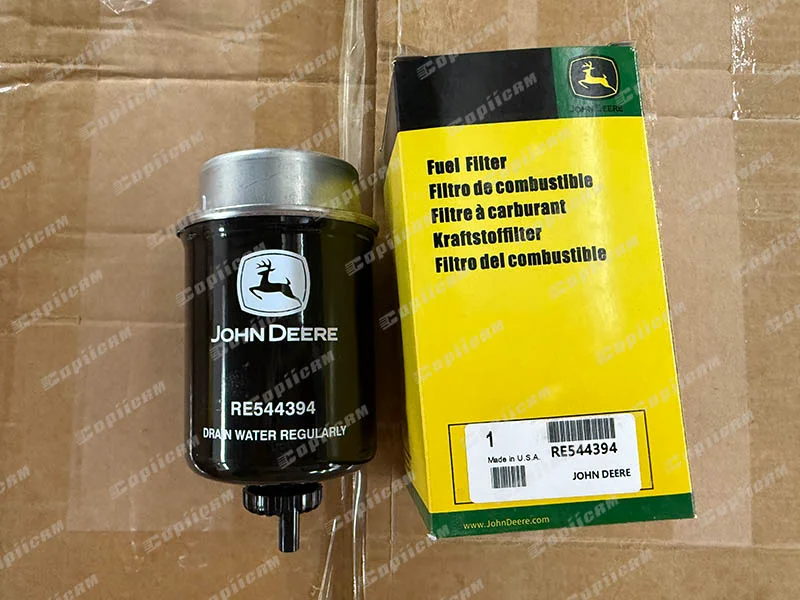 JOHN DEERE
RE544394
DRAIN WATER REGULARLY
JOHN DEERE
Fuel Filter
Filtro de combustible
Filtre à carburant
Kraftstoffilter
Filtro del combustible
1
Made in U.S.A.
RE544394
JOHN DEERE
www.JohnDeere.com
Copiicam